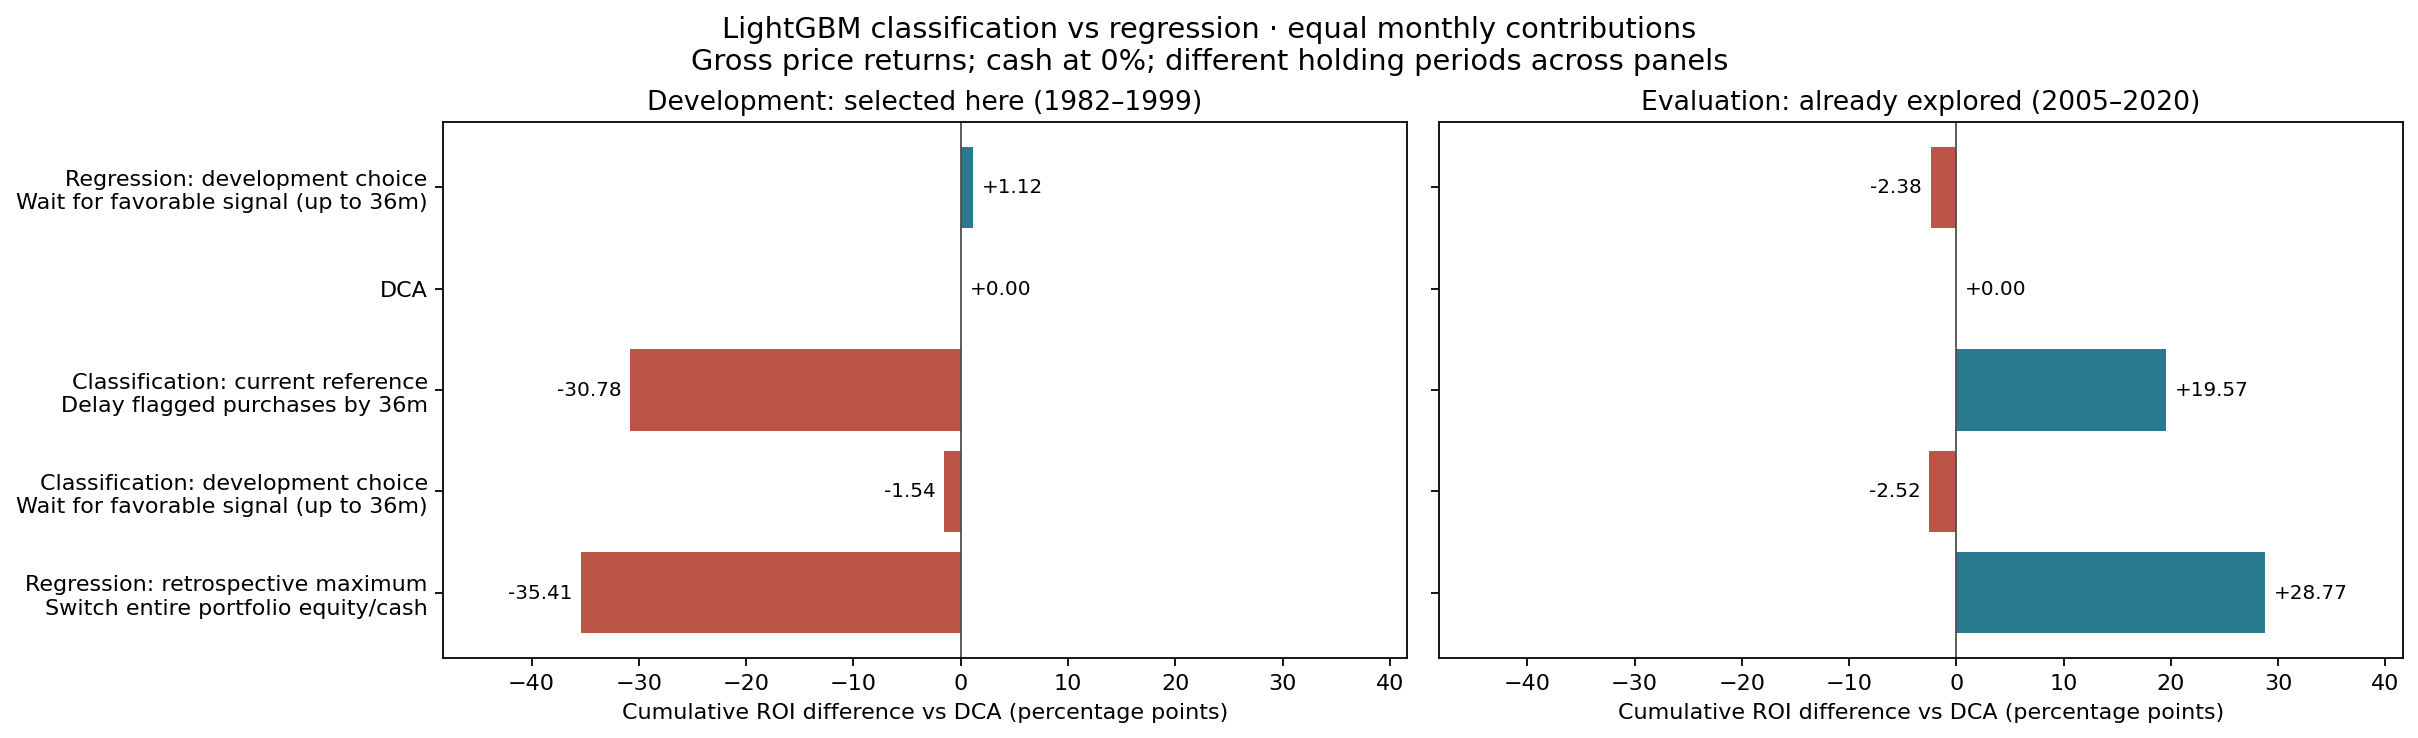 LightGBM classification vs regression · equal monthly contributions
Gross price returns; cash at 0%; different holding periods across panels
Development: selected here (1982–1999)
Regression: development choice
Wait for favorable signal (up to 36m)
+1.12
DCA
+0.00
Classification: current reference
Delay flagged purchases by 36m
-30.78
Classification: development choice
Wait for favorable signal (up to 36m)
-1.54
Regression: retrospective maximum
Switch entire portfolio equity/cash
-35.41
−40 −30 −20 −10 0 10 20 30 40
Cumulative ROI difference vs DCA (percentage points)
Evaluation: already explored (2005–2020)
-2.38
+0.00
+19.57
-2.52
+28.77
−40 −30 −20 −10 0 10 20 30 40
Cumulative ROI difference vs DCA (percentage points)